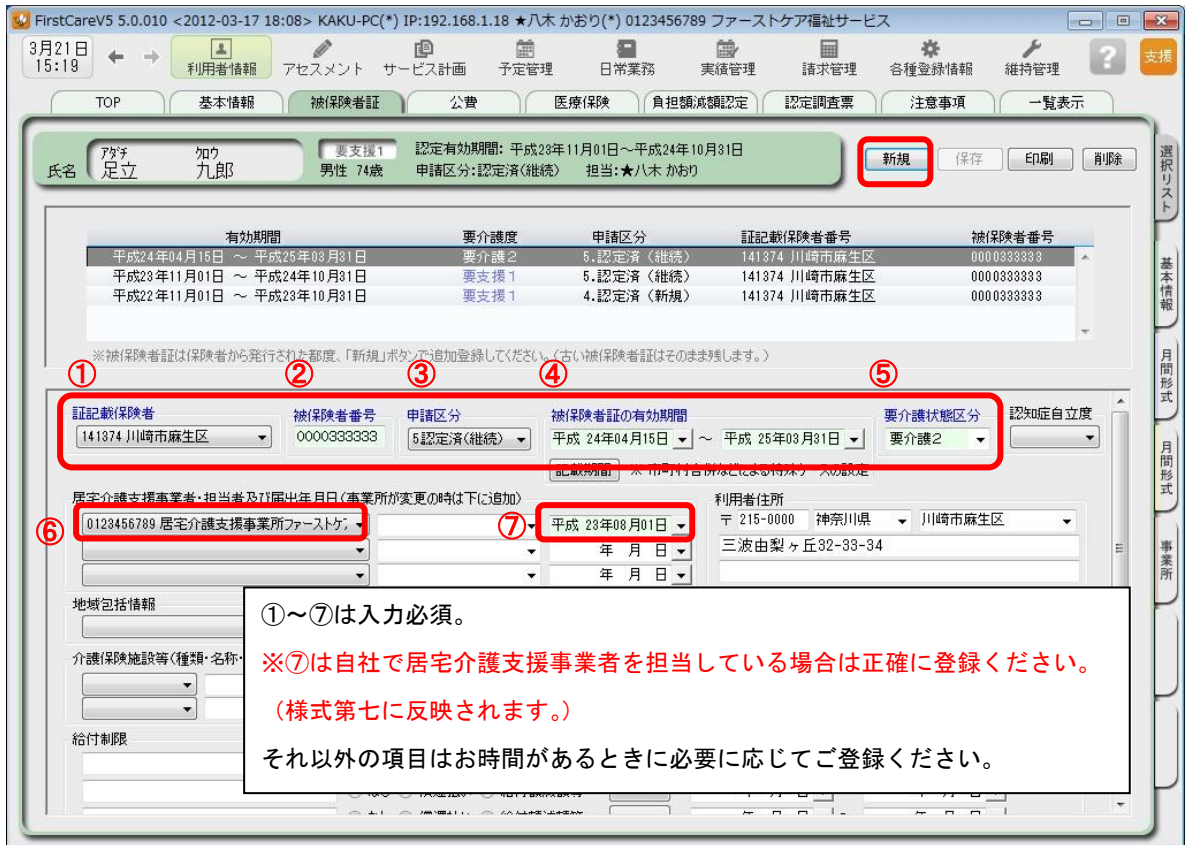 FirstCareV5 5.0.010 <2012-03-17 18:08> KAKU-PC(*) IP:192.168.1.18 ★八木 かおり(*) 0123456789 ファーストケア福祉サービス
3月21日
15:19
利用者情報 アセスメント サービス計画 予定管理 日常業務 実績管理 請求管理 各種登録情報 維持管理 ? 支援
TOP 基本情報 被保険者証 公費 医療保険 負担額減額認定 認定調査票 注意事項 一覧表示
氏名 アダチ クロウ
足立 九郎
要支援1
男性 74歳
認定有効期間: 平成23年11月01日~平成24年10月31日
申請区分:認定済(継続) 担当:★八木 かおり
新規 保存 印刷 削除
選択リスト
基本情報
月間形式
月間形式
事業所
有効期間 要介護度 申請区分 証記載保険者番号 被保険者番号
平成24年04月15日 ~ 平成25年03月31日 要介護2 5.認定済(継続) 141374 川崎市麻生区 0000333333
平成23年11月01日 ~ 平成24年10月31日 要支援1 5.認定済(継続) 141374 川崎市麻生区 0000333333
平成22年11月01日 ~ 平成23年10月31日 要支援1 4.認定済(新規) 141374 川崎市麻生区 0000333333
※被保険者証は保険者から発行された都度、「新規」ボタンで追加登録してください。(古い被保険者証はそのまま残します。)
① ② ③ ④ ⑤
証記載保険者 被保険者番号 申請区分 被保険者証の有効期間 要介護状態区分 認知症自立度
141374 川崎市麻生区 0000333333 5認定済(継続) 平成 24年04月15日 ~ 平成 25年03月31日 要介護2
記載期間 ※ 市町村合併などによる特殊ケースの設定
居宅介護支援事業者・担当者及び届出年月日(事業所が変更の時は下に追加) 利用者住所
⑥ 0123456789 居宅介護支援事業所ファーストケア ⑦ 平成 23年08月01日 〒 215-0000 神奈川県 川崎市麻生区
年 月 日 三波由梨ヶ丘32-33-34
年 月 日
地域包括情報
介護保険施設等(種類・名称・
給付制限
①~⑦は入力必須。
※⑦は自社で居宅介護支援事業者を担当している場合は正確に登録ください。
(様式第七に反映されます。)
それ以外の項目はお時間があるときに必要に応じてご登録ください。